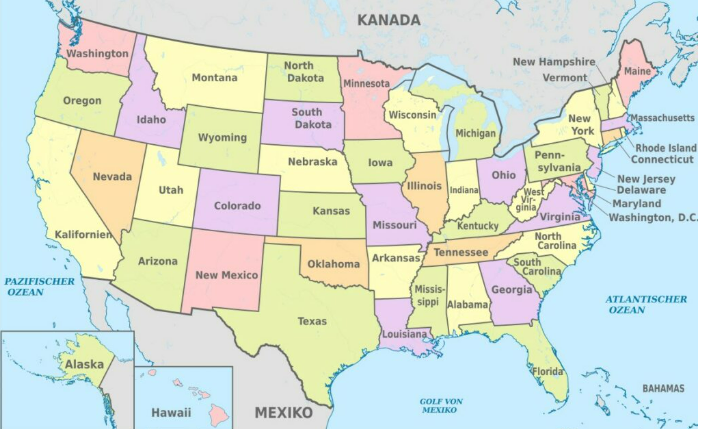 KANADA
Washington
Montana
North
Dakota
Minnesota
New Hampshire
Vermont
Maine
Oregon
Idaho
Wyoming
South
Dakota
Wisconsin
Michigan
New
York
Massachusetts
Rhode Island
Connecticut
Nevada
Utah
Colorado
Nebraska
Iowa
Illinois
Indiana
Ohio
Penn-
sylvania
New Jersey
Delaware
Maryland
Washington, D.C.
Kansas
Missouri
West
Vir-
ginia
Virginia
Kentucky
Kalifornien
Arizona
New Mexico
Oklahoma
Arkansas
Tennessee
North
Carolina
South
Carolina
PAZIFISCHER
OZEAN
Texas
Louisiana
Missis-
sippi
Alabama
Georgia
ATLANTISCHER
OZEAN
Florida
Alaska
Hawaii
MEXIKO
GOLF VON
MEXIKO
BAHAMAS